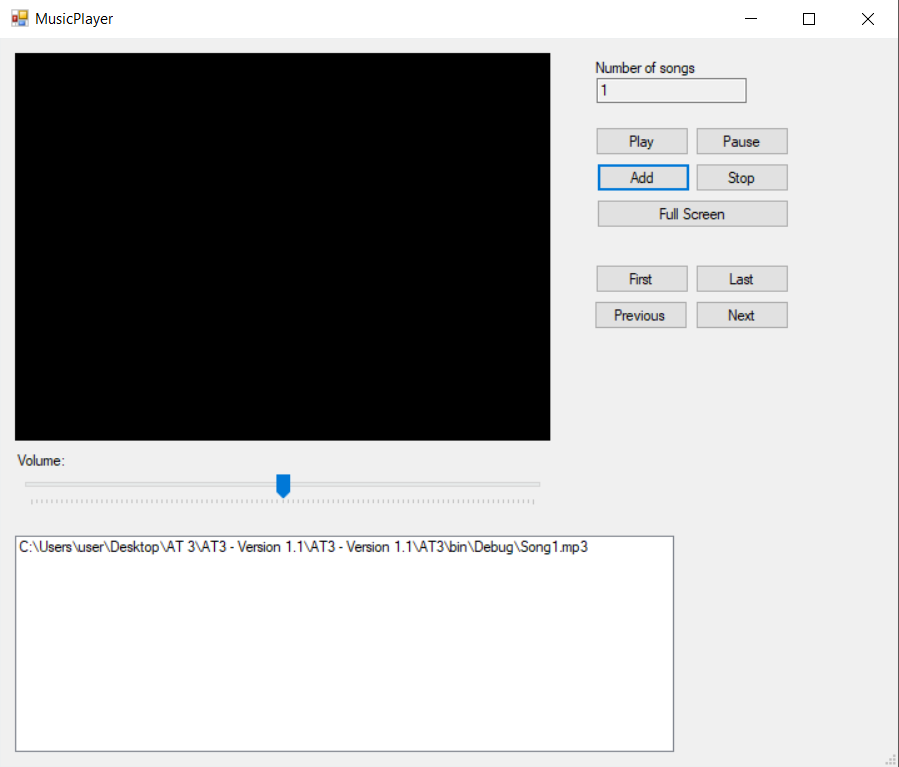 MusicPlayer
Number of songs
1
Play
Pause
Add
Stop
Full Screen
First
Last
Previous
Next
Volume:
C:\Users\user\Desktop\AT 3\AT3 - Version 1.1\AT3 - Version 1.1\AT3\bin\Debug\Song1.mp3